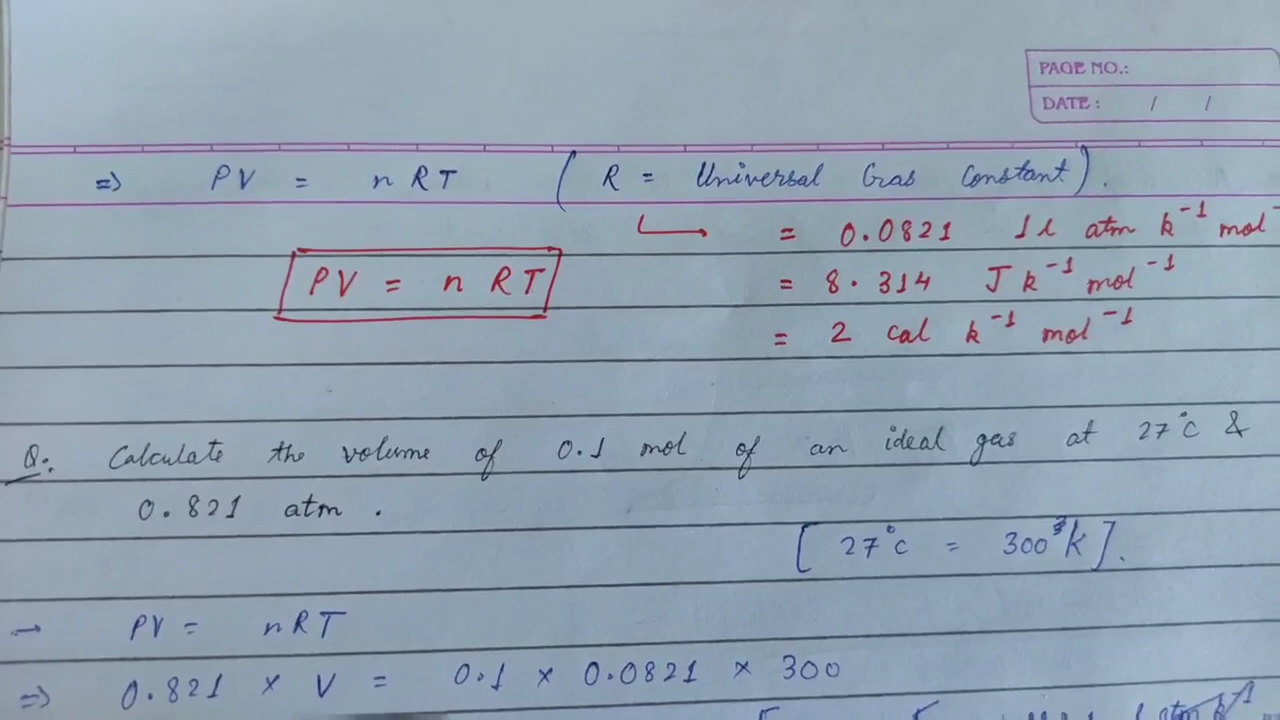 PAGE NO.:
DATE : / /
⇒ PV = nRT ( R = Universal Gas Constant ).
= 0.0821 1 l atm k⁻¹ mol⁻
PV = n RT = 8.314 J k⁻¹ mol⁻¹
= 2 cal k⁻¹ mol⁻¹
Q:. Calculate the volume of 0.1 mol of an ideal gas at 27°C &
0.821 atm .
[ 27°C = 300 k ].
→ PV = nRT
⇒ 0.821 × V = 0.1 × 0.0821 × 300